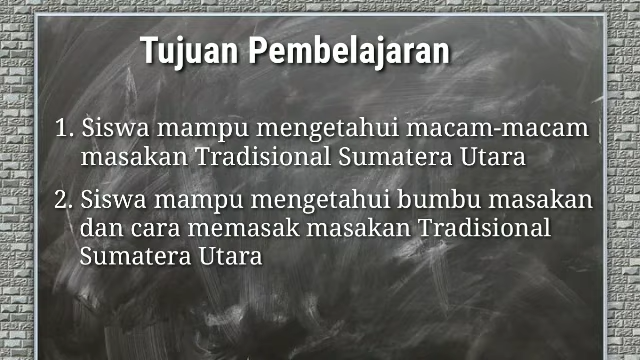 Tujuan Pembelajaran
1. Siswa mampu mengetahui macam-macam
masakan Tradisional Sumatera Utara
2. Siswa mampu mengetahui bumbu masakan
dan cara memasak masakan Tradisional
Sumatera Utara